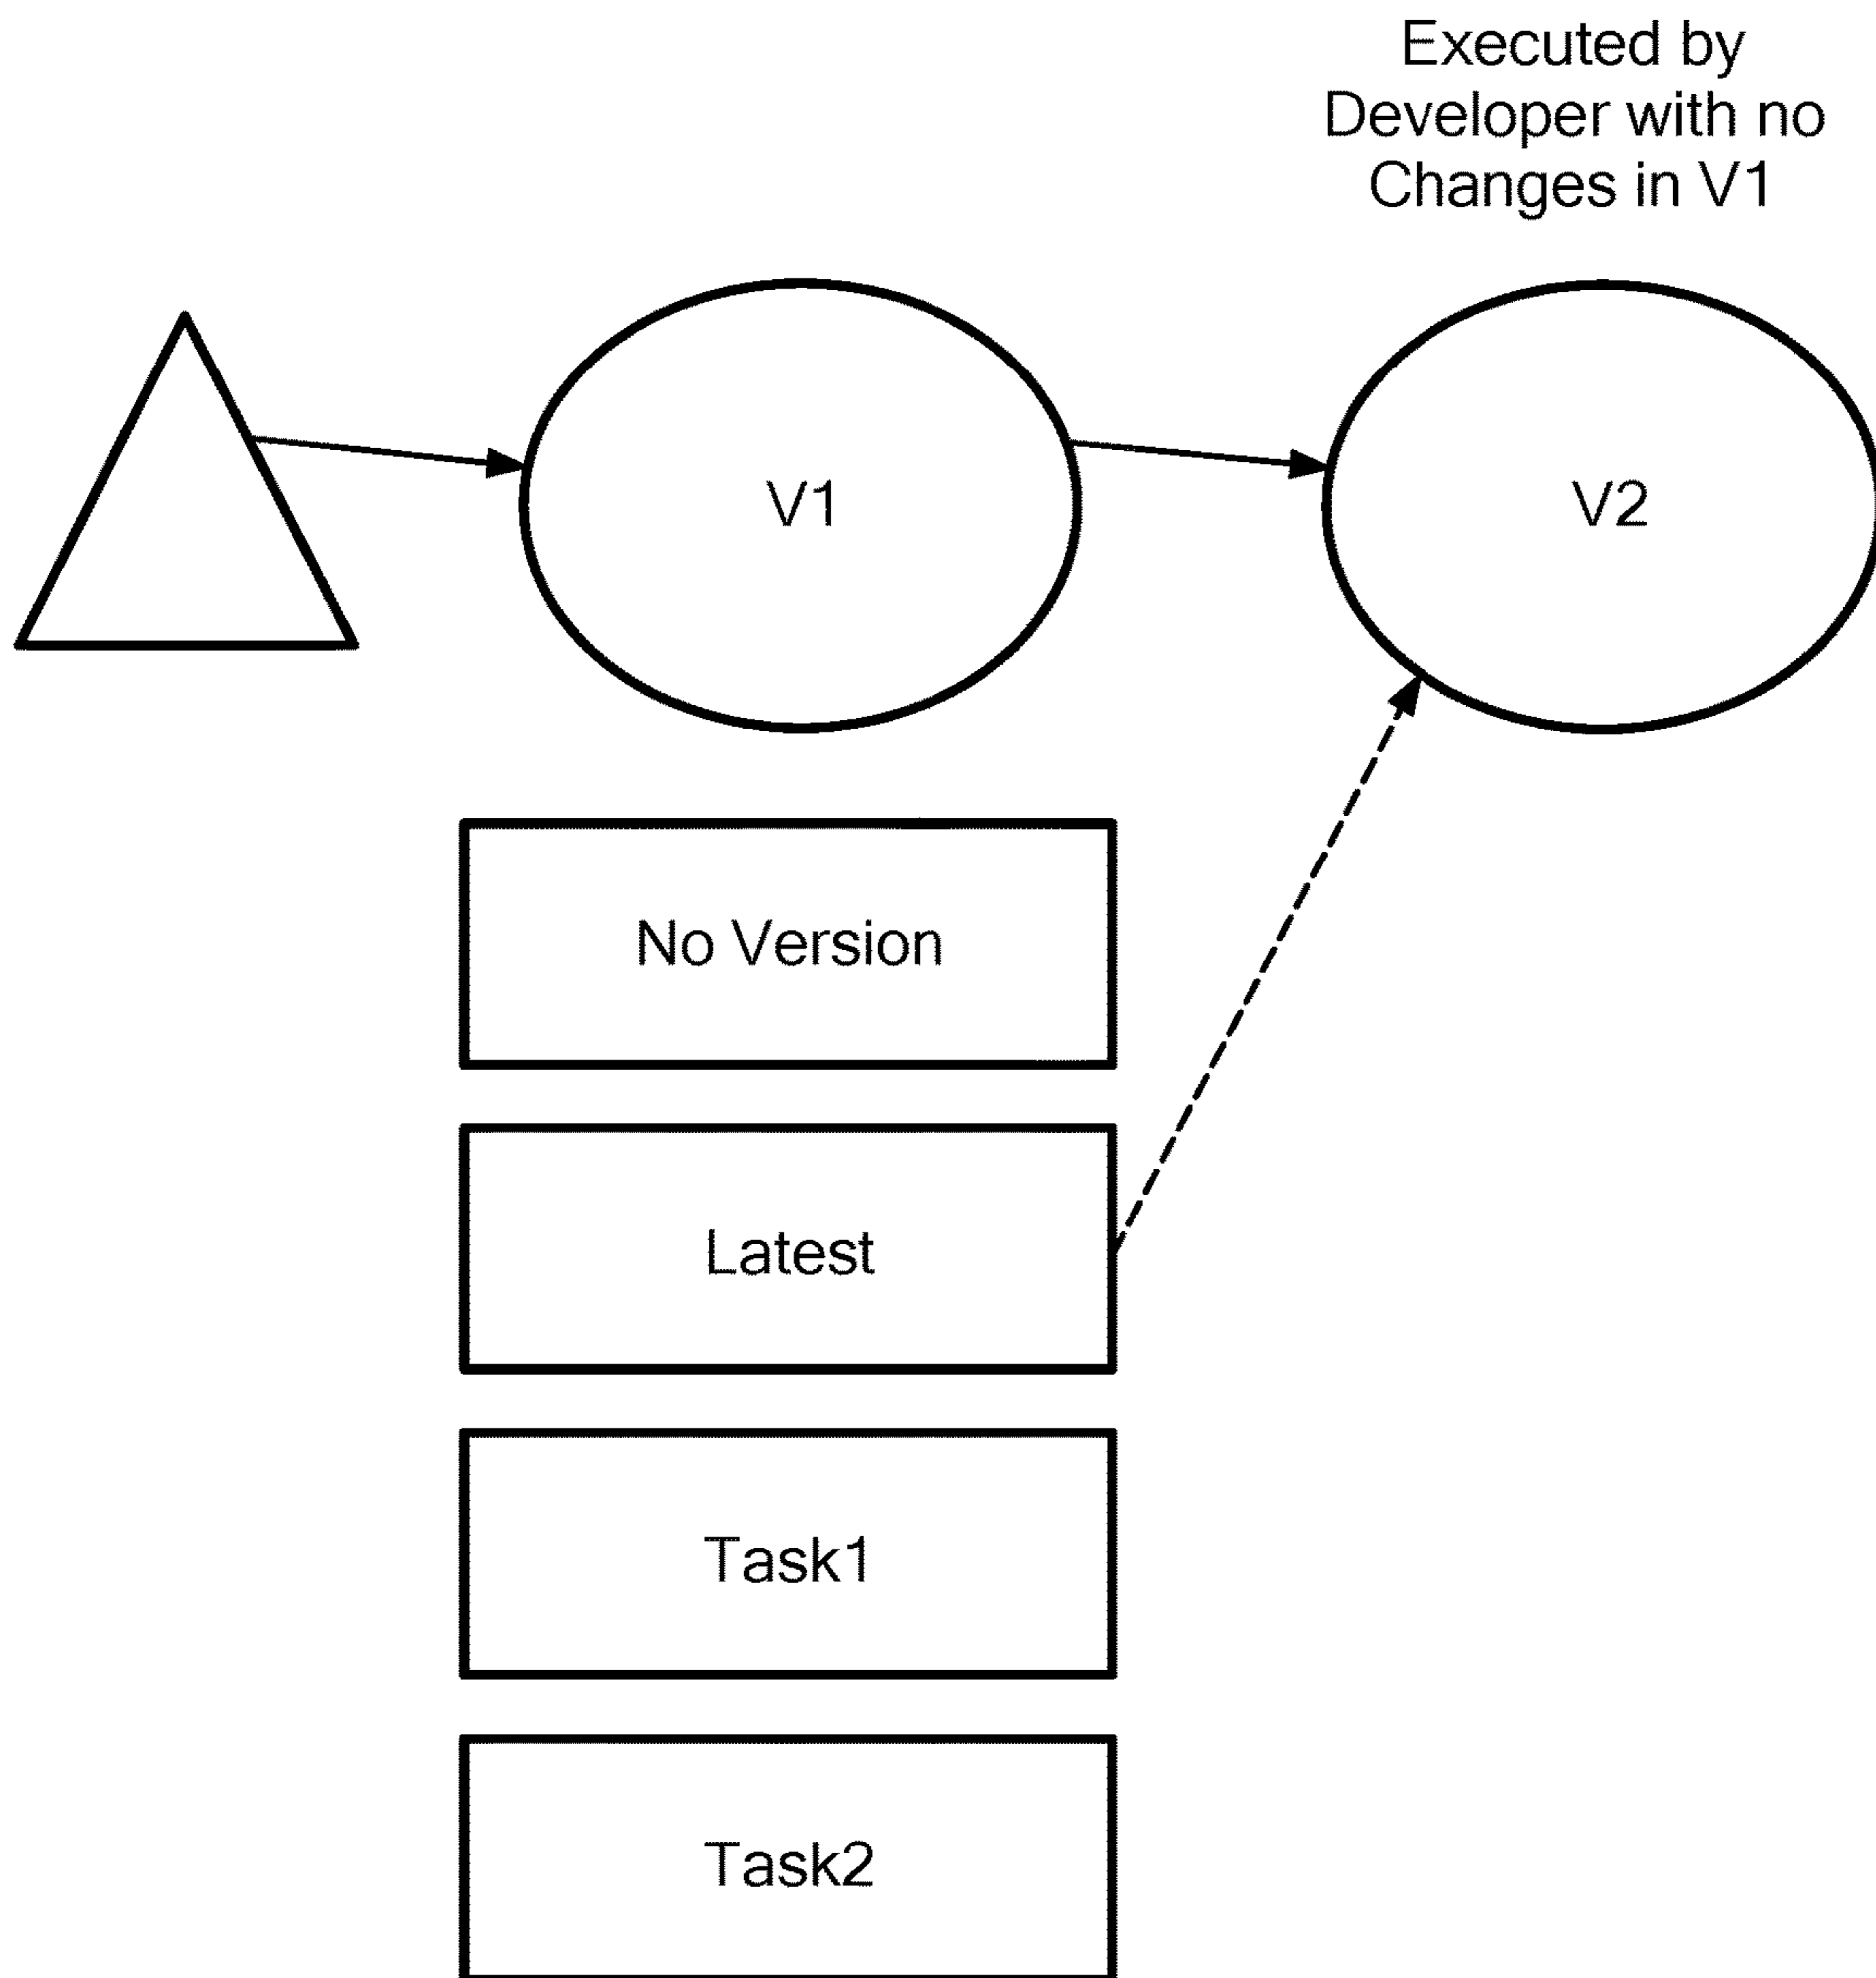 Executed by
Developer with no
Changes in V1
V1
V2
No Version
Latest
Task1
Task2